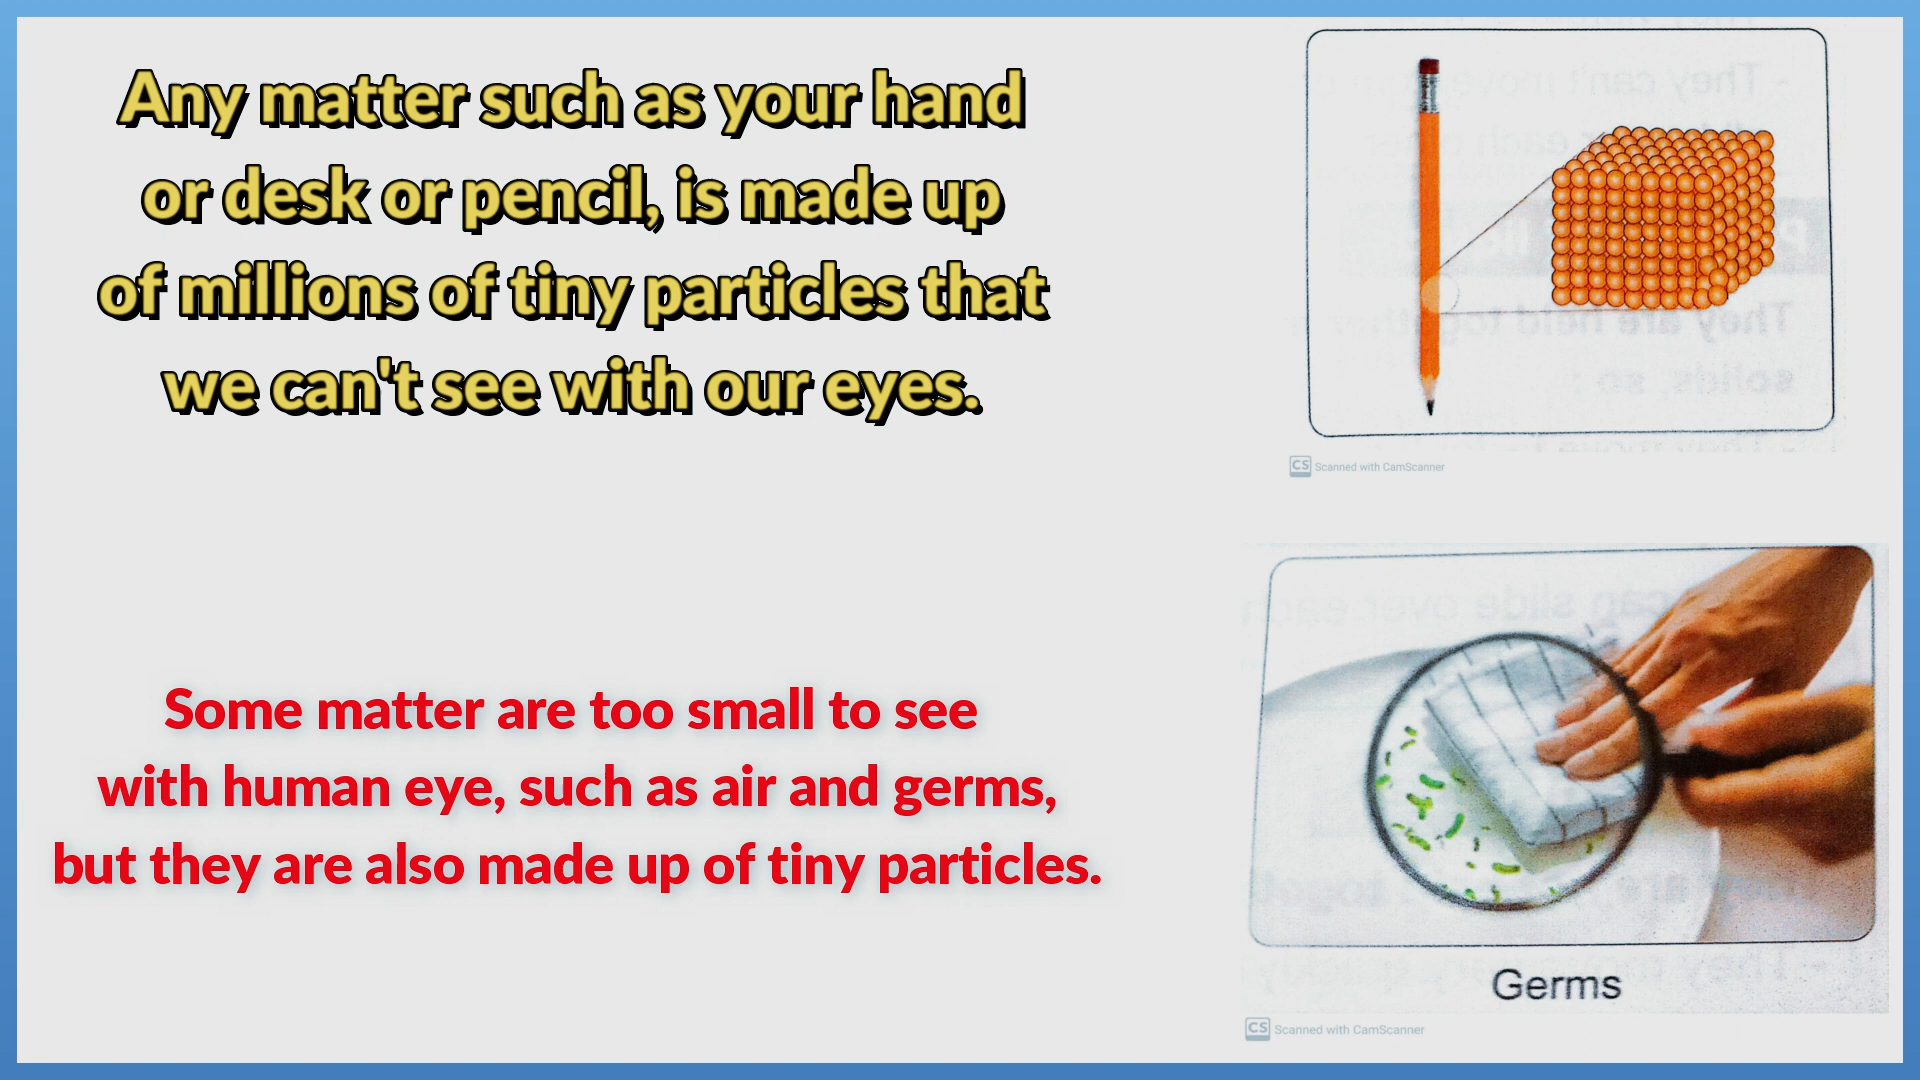 Any matter such as your hand
or desk or pencil, is made up
of millions of tiny particles that
we can't see with our eyes.
CS Scanned with CamScanner
Some matter are too small to see
with human eye, such as air and germs,
but they are also made up of tiny particles.
Germs
CS Scanned with CamScanner